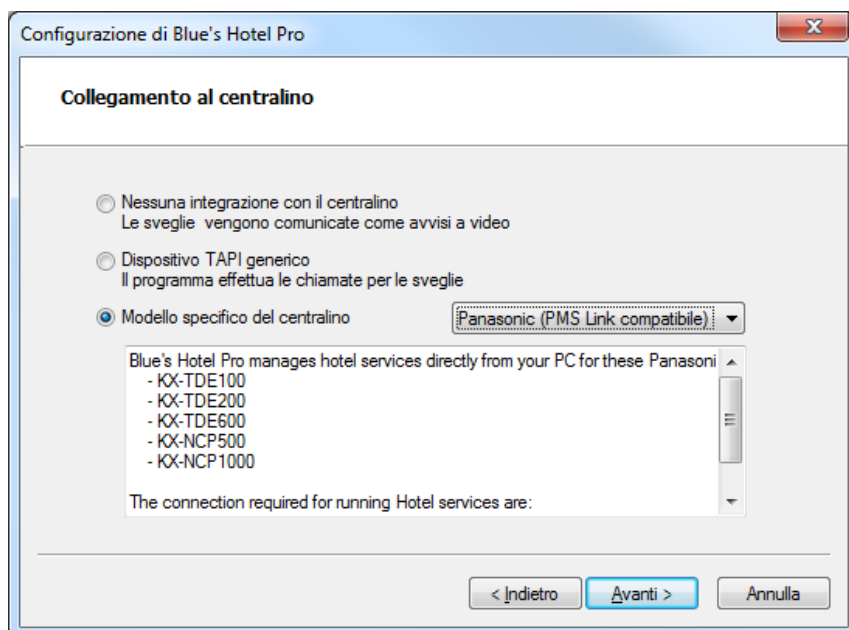 Configurazione di Blue's Hotel Pro
Collegamento al centralino
Nessuna integrazione con il centralino
Le sveglie vengono comunicate come avvisi a video
Dispositivo TAPI generico
Il programma effettua le chiamate per le sveglie
Modello specifico del centralino
Panasonic (PMS Link compatibile)
Blue's Hotel Pro manages hotel services directly from your PC for these Panasoni
- KX-TDE100
- KX-TDE200
- KX-TDE600
- KX-NCP500
- KX-NCP1000
The connection required for running Hotel services are:
< Indietro
Avanti >
Annulla